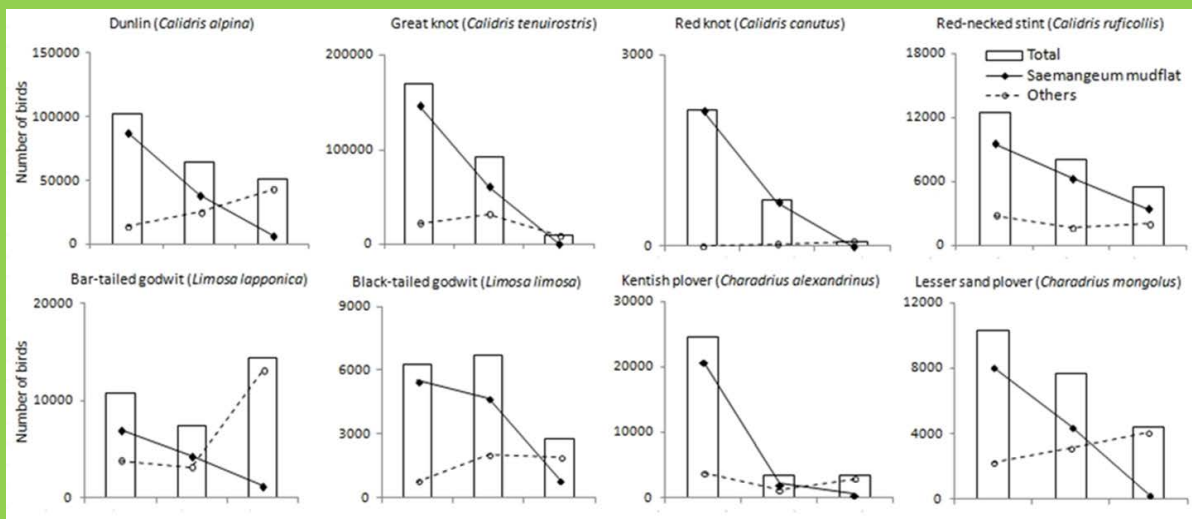 Dunlin (Calidris alpina)
Great knot (Calidris tenuirostris)
Red knot (Calidris canutus)
Red-necked stint (Calidris ruficollis)
Number of birds
150000
100000
50000
0
200000
100000
0
3000
0
18000
12000
6000
0
Total
Saemangeum mudflat
Others
Bar-tailed godwit (Limosa lapponica)
Black-tailed godwit (Limosa limosa)
Kentish plover (Charadrius alexandrinus)
Lesser sand plover (Charadrius mongolus)
Number of birds
20000
10000
0
9000
6000
3000
0
30000
20000
10000
0
12000
8000
4000
0